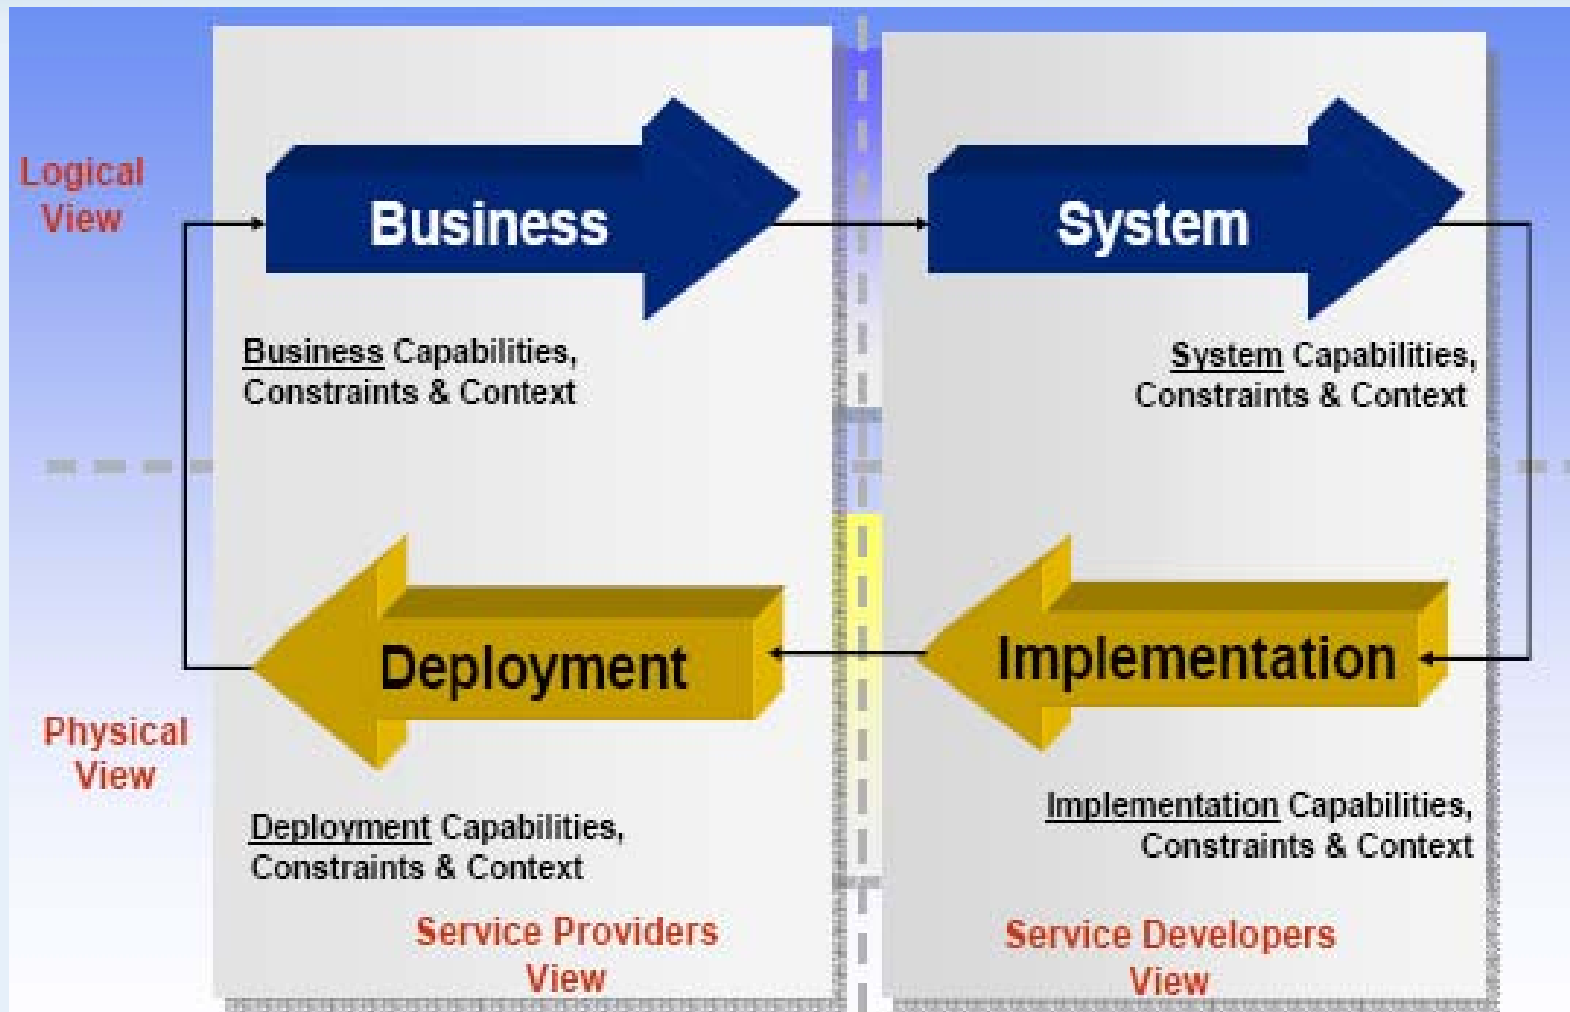 Logical
View
Business
System
Business Capabilities,
Constraints & Context
System Capabilities,
Constraints & Context
Deployment
Implementation
Physical
View
Deployment Capabilities,
Constraints & Context
Implementation Capabilities,
Constraints & Context
Service Providers
View
Service Developers
View